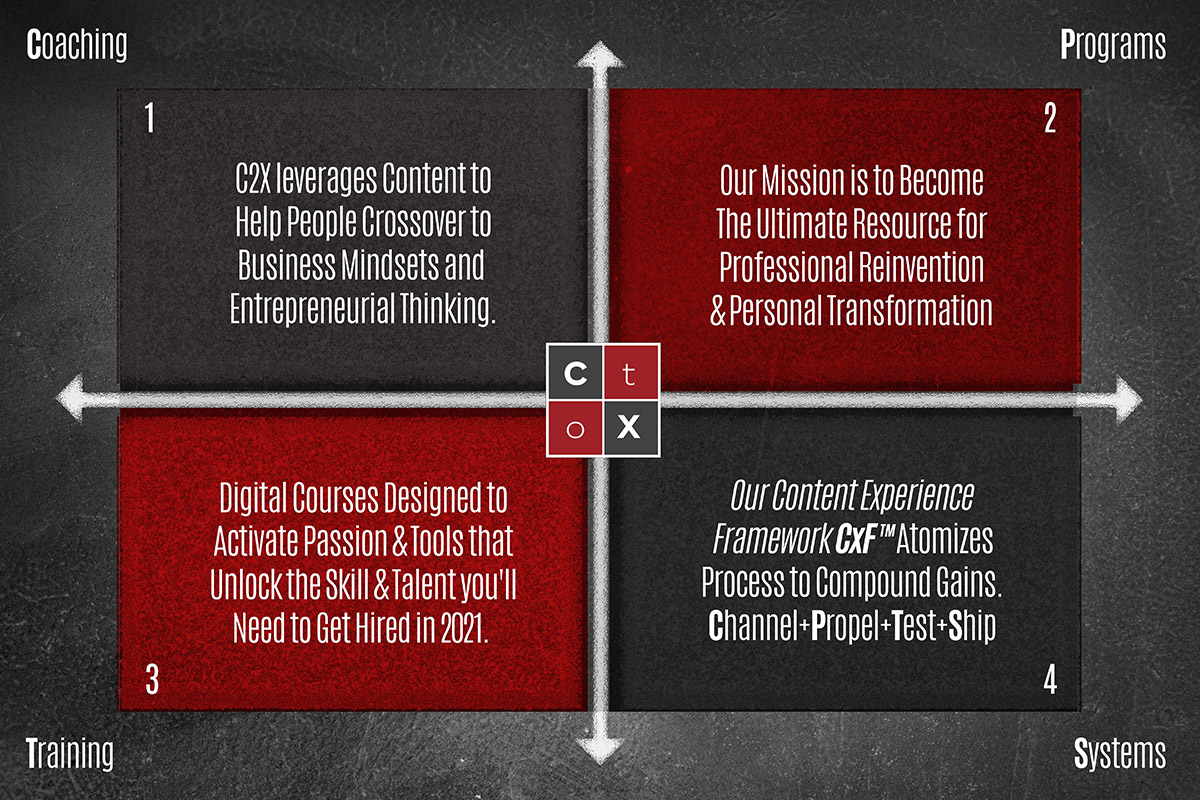 Coaching
Programs
1
C2X leverages Content to
Help People Crossover to
Business Mindsets and
Entrepreneurial Thinking.
2
Our Mission is to Become
The Ultimate Resource for
Professional Reinvention
& Personal Transformation
C t
o X
Digital Courses Designed to
Activate Passion & Tools that
Unlock the Skill & Talent you'll
Need to Get Hired in 2021.
3
Our Content Experience
Framework CxF™ Atomizes
Process to Compound Gains.
Channel+Propel+Test+Ship
4
Training
Systems